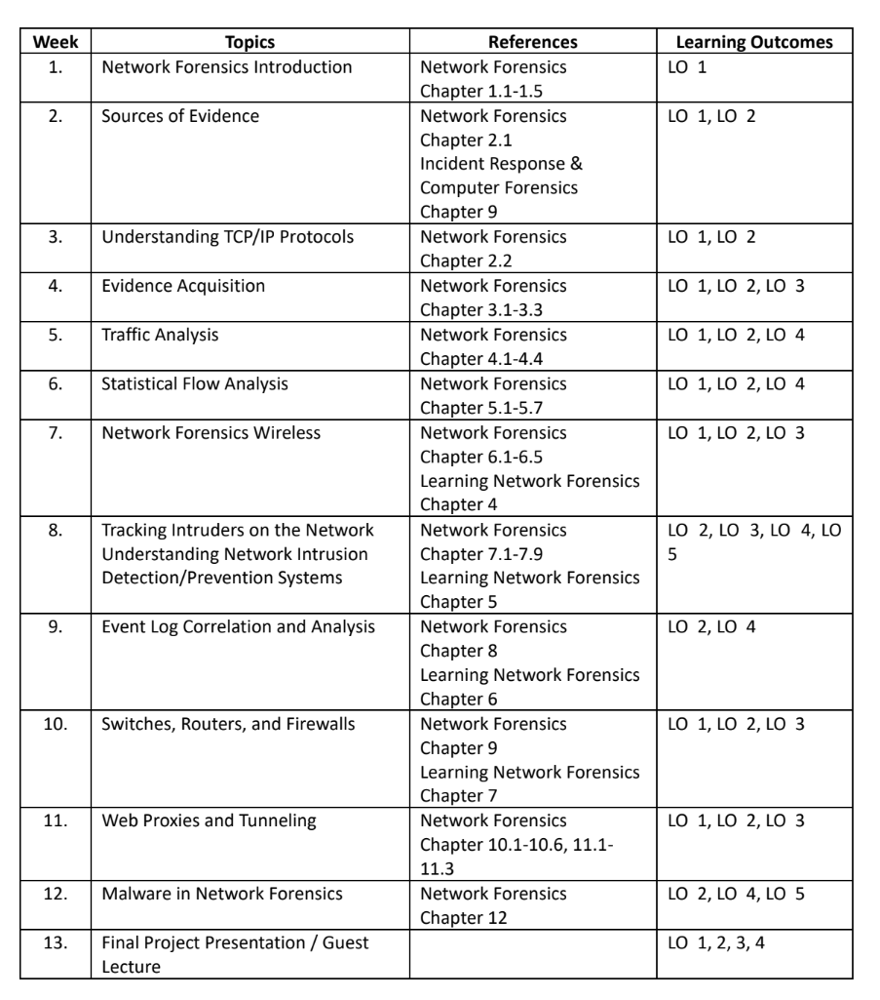 Week Topics References Learning Outcomes
1. Network Forensics Introduction Network Forensics LO 1
Chapter 1.1-1.5
2. Sources of Evidence Network Forensics LO 1, LO 2
Chapter 2.1
Incident Response &
Computer Forensics
Chapter 9
3. Understanding TCP/IP Protocols Network Forensics LO 1, LO 2
Chapter 2.2
4. Evidence Acquisition Network Forensics LO 1, LO 2, LO 3
Chapter 3.1-3.3
5. Traffic Analysis Network Forensics LO 1, LO 2, LO 4
Chapter 4.1-4.4
6. Statistical Flow Analysis Network Forensics LO 1, LO 2, LO 4
Chapter 5.1-5.7
7. Network Forensics Wireless Network Forensics LO 1, LO 2, LO 3
Chapter 6.1-6.5
Learning Network Forensics
Chapter 4
8. Tracking Intruders on the Network Network Forensics LO 2, LO 3, LO 4, LO
Understanding Network Intrusion Chapter 7.1-7.9 5
Detection/Prevention Systems Learning Network Forensics
Chapter 5
9. Event Log Correlation and Analysis Network Forensics LO 2, LO 4
Chapter 8
Learning Network Forensics
Chapter 6
10. Switches, Routers, and Firewalls Network Forensics LO 1, LO 2, LO 3
Chapter 9
Learning Network Forensics
Chapter 7
11. Web Proxies and Tunneling Network Forensics LO 1, LO 2, LO 3
Chapter 10.1-10.6, 11.1-
11.3
12. Malware in Network Forensics Network Forensics LO 2, LO 4, LO 5
Chapter 12
13. Final Project Presentation / Guest LO 1, 2, 3, 4
Lecture